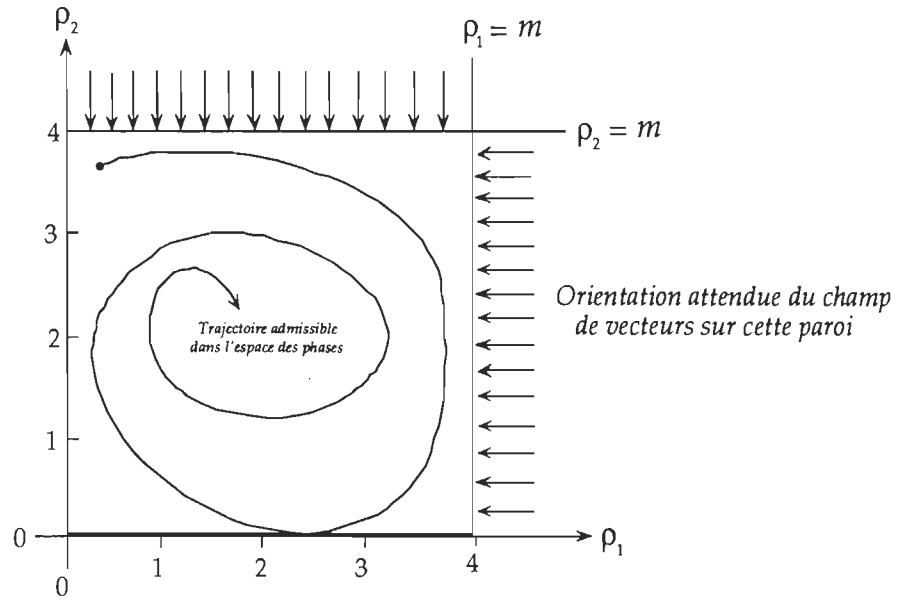 ρ₂
ρ₁ = m
4
ρ₂ = m
3
Orientation attendue du champ
de vecteurs sur cette paroi
2
Trajectoire admissible
dans l'espace des phases
1
0
ρ₁
0
1
2
3
4